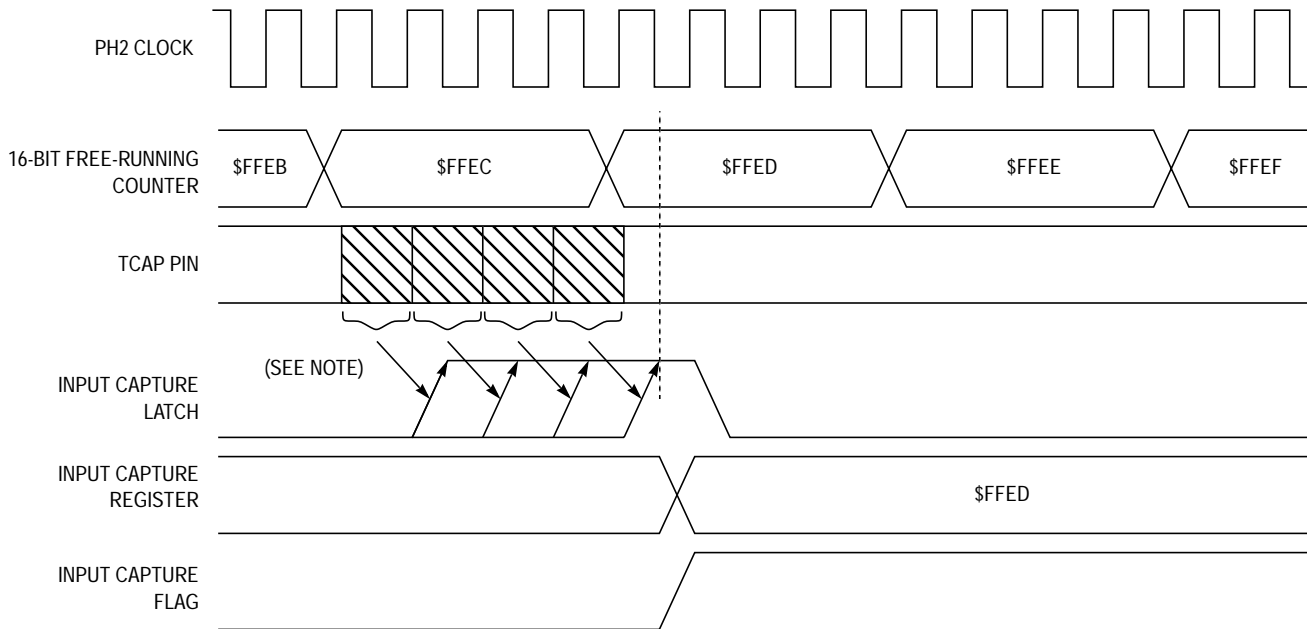 PH2 CLOCK
16-BIT FREE-RUNNING
COUNTER
$FFEB
$FFEC
$FFED
$FFEE
$FFEF
TCAP PIN
(SEE NOTE)
INPUT CAPTURE
LATCH
INPUT CAPTURE
REGISTER
$FFED
INPUT CAPTURE
FLAG